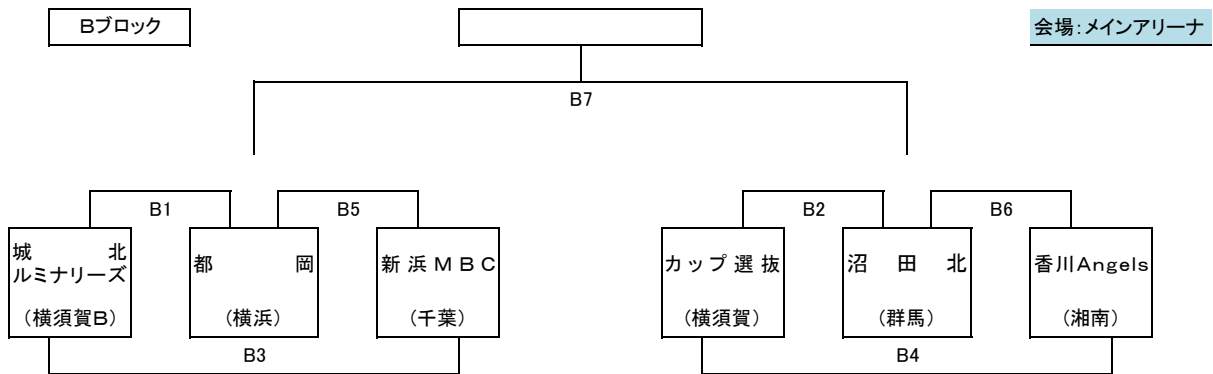 Bブロック
会場:メインアリーナ
B7
B1
B5
B2
B6
城北
ルミナリーズ
(横須賀B)
都岡
(横浜)
新浜MBC
(千葉)
カップ選抜
(横須賀)
沼田北
(群馬)
香川Angels
(湘南)
B3
B4